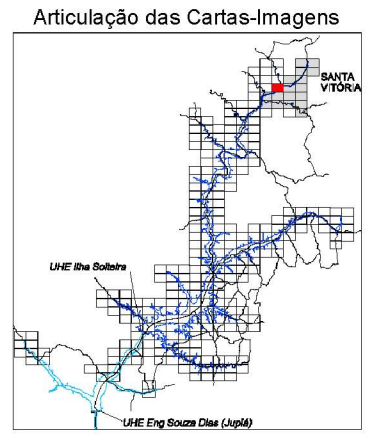 Articulação das Cartas-Imagens
SANTA
VITÓRIA
UHE Ilha Solteira
UHE Eng Souza Dias (Jupiá)